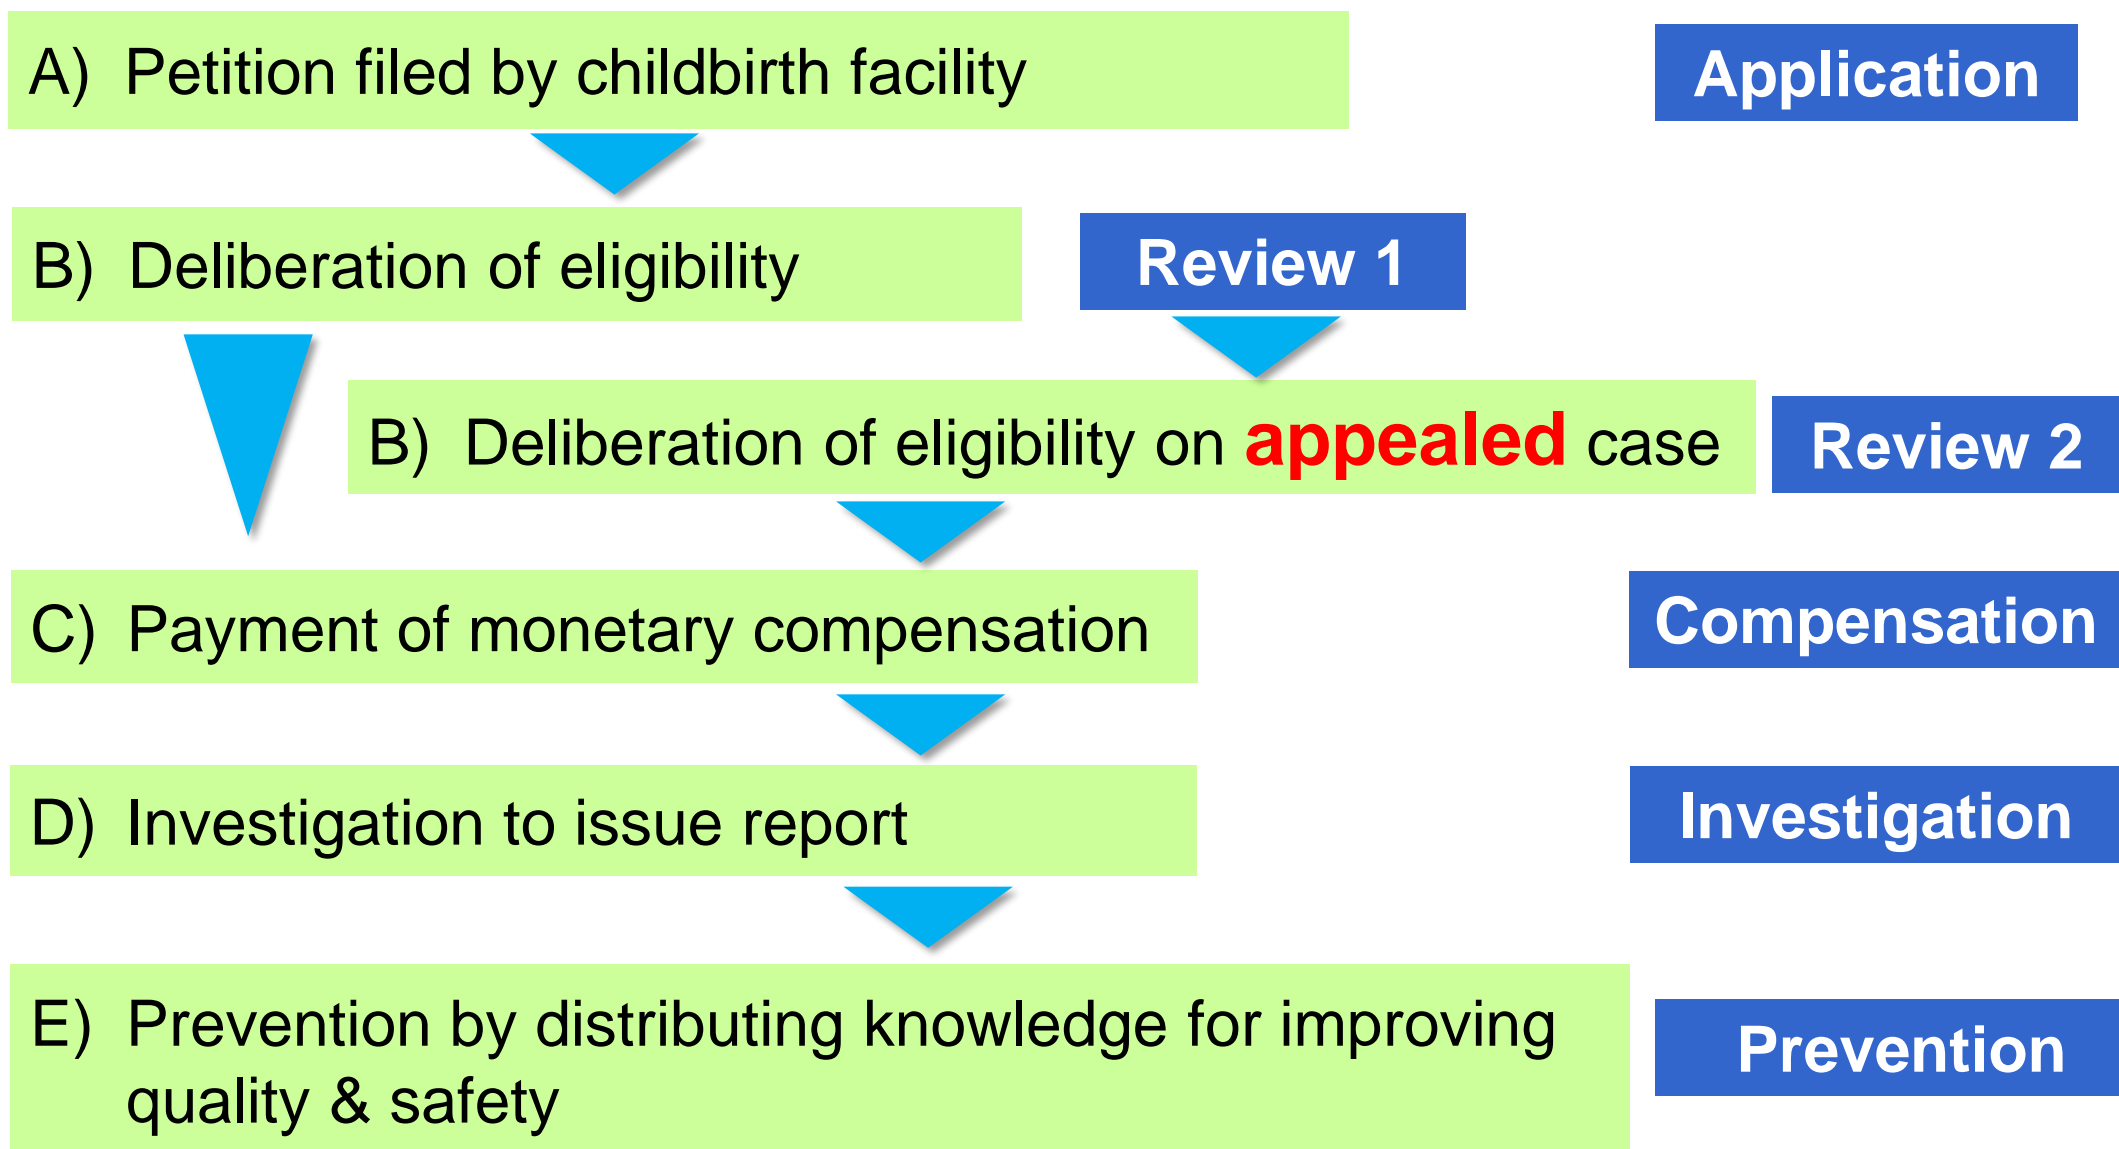 A) Petition filed by childbirth facility
Application
B) Deliberation of eligibility
Review 1
B) Deliberation of eligibility on appealed case
Review 2
C) Payment of monetary compensation
Compensation
D) Investigation to issue report
Investigation
E) Prevention by distributing knowledge for improving
quality & safety
Prevention